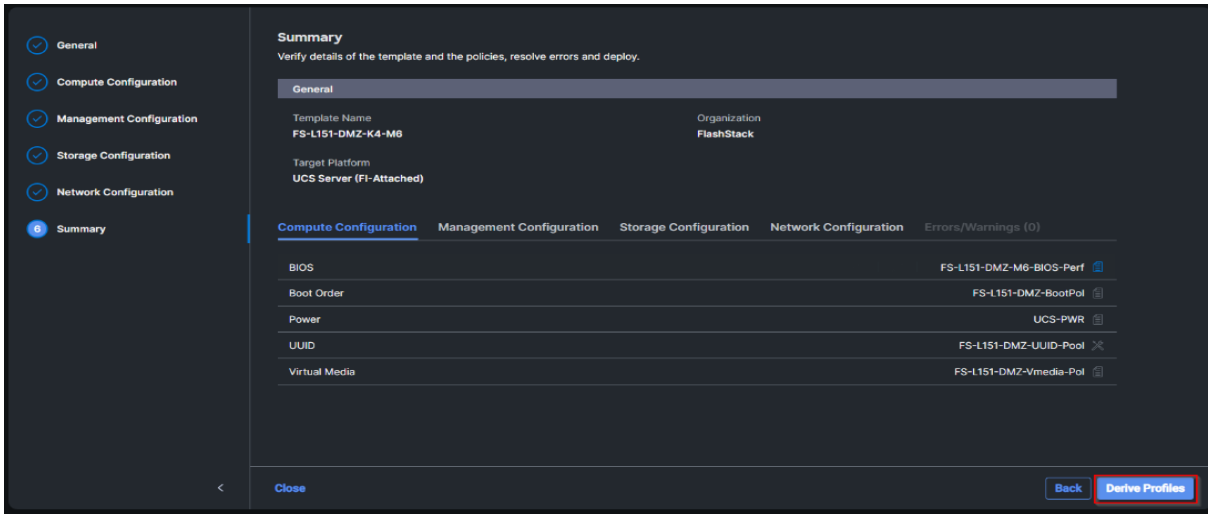 General
Compute Configuration
Management Configuration
Storage Configuration
Network Configuration
6 Summary
Summary
Verify details of the template and the policies, resolve errors and deploy.
General
Template Name Organization
FS-L151-DMZ-K4-M6 FlashStack
Target Platform
UCS Server (FI-Attached)
Compute Configuration Management Configuration Storage Configuration Network Configuration Errors/Warnings (0)
BIOS FS-L151-DMZ-M6-BIOS-Perf
Boot Order FS-L151-DMZ-BootPol
Power UCS-PWR
UUID FS-L151-DMZ-UUID-Pool
Virtual Media FS-L151-DMZ-Vmedia-Pol
< Close Back Derive Profiles